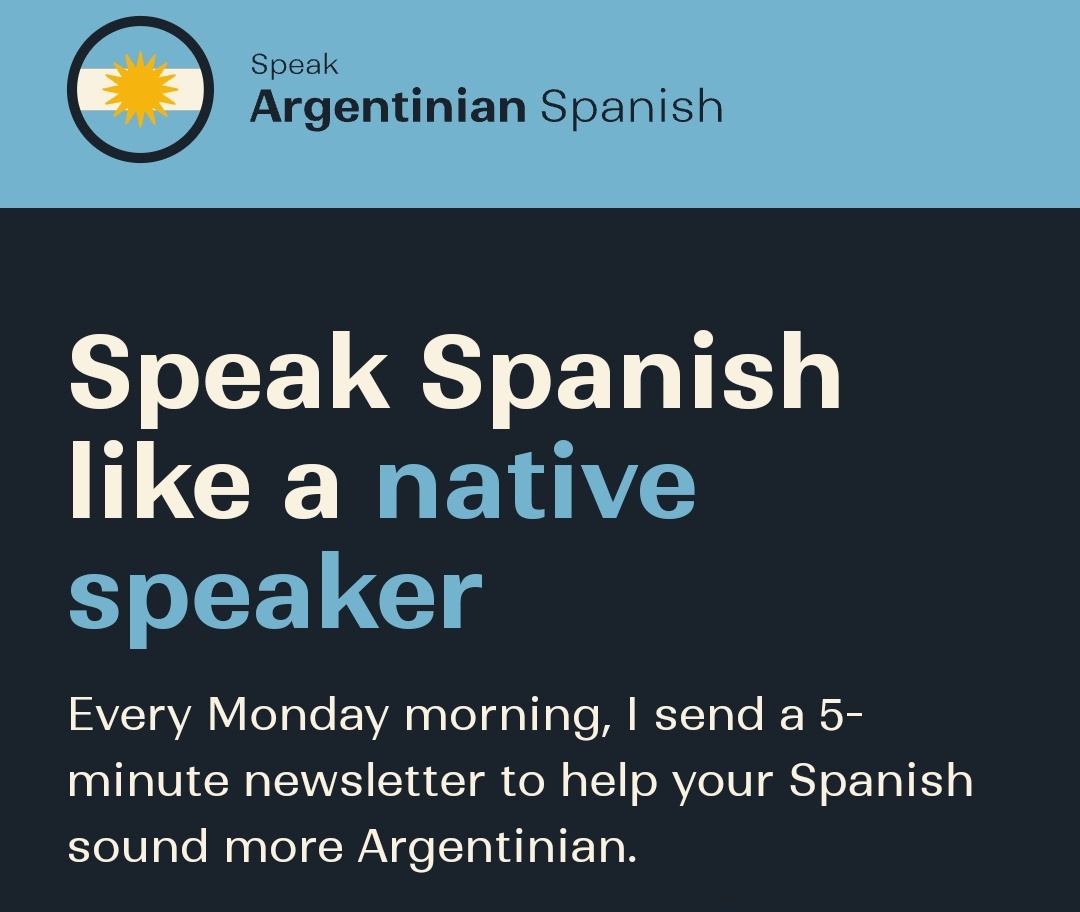 Speak
Argentinian Spanish
Speak Spanish
like a native
speaker
Every Monday morning, I send a 5-
minute newsletter to help your Spanish
sound more Argentinian.